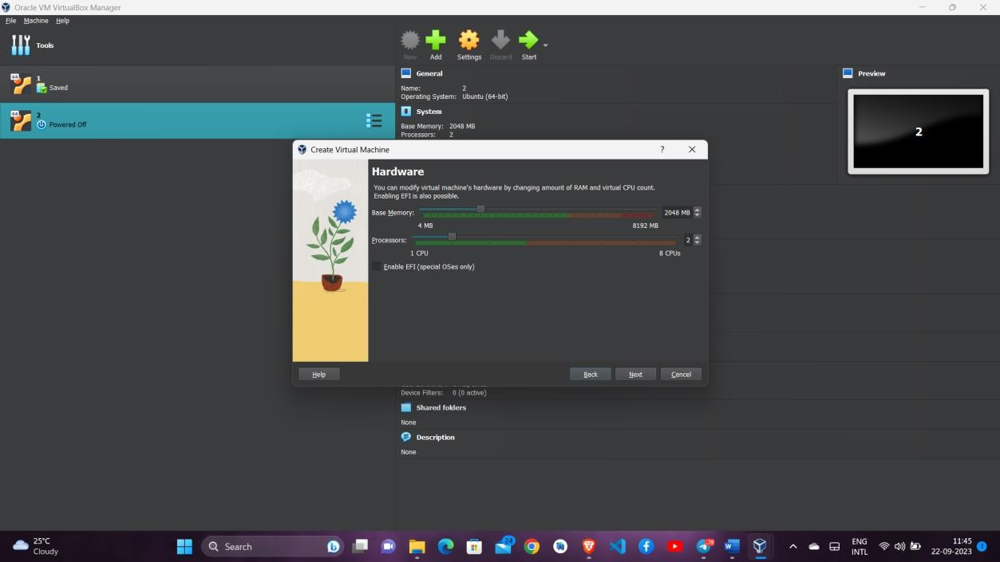 Oracle VM VirtualBox Manager
File Machine Help
Tools
New Add Settings Discard Start
64 1
Saved
64 2
Powered Off
General
Name: 2
Operating System: Ubuntu (64-bit)
System
Base Memory: 2048 MB
Processors: 2
Preview
2
Create Virtual Machine ?
Hardware
You can modify virtual machine's hardware by changing amount of RAM and virtual CPU count.
Enabling EFI is also possible.
Base Memory: 2048 MB
4 MB 8192 MB
Processors: 2
1 CPU 8 CPUs
Enable EFI (special OSes only)
Help Back Next Cancel
Device Filters: 0 (0 active)
Shared folders
None
Description
None
25°C
Cloudy
Search
24
78
ENG
INTL
11:45
22-09-2023
1